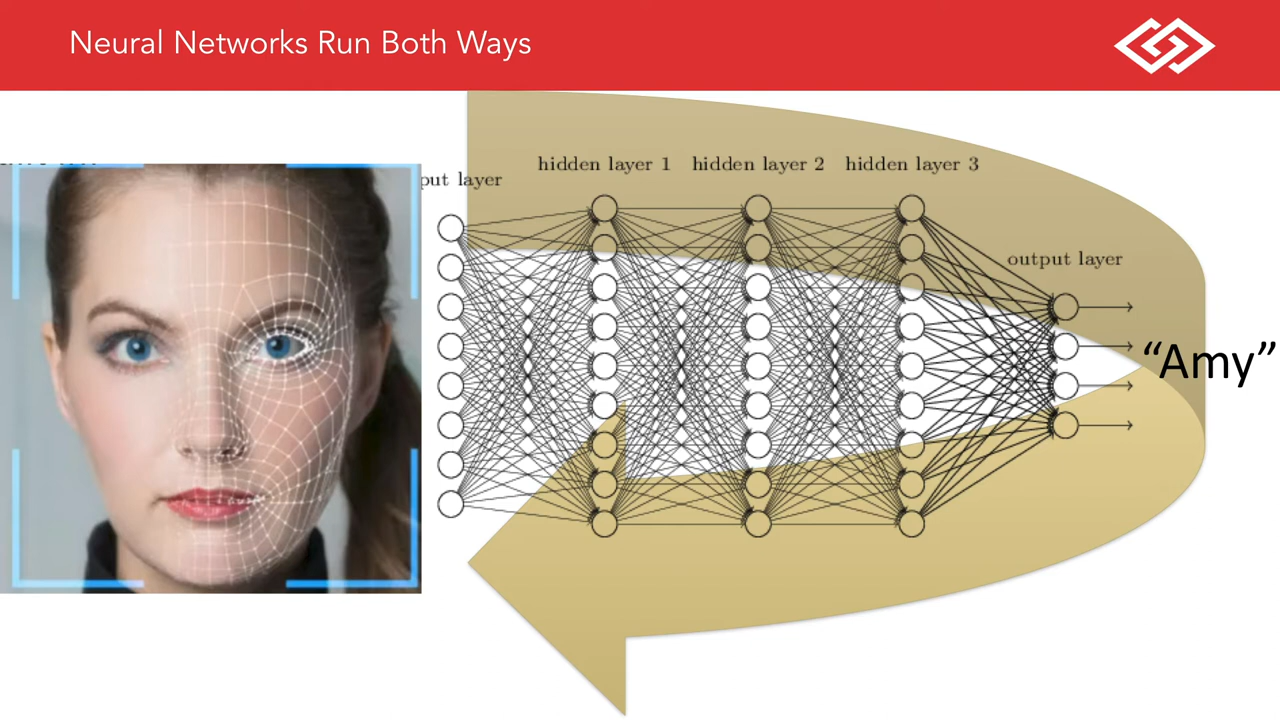 Neural Networks Run Both Ways
put layer
hidden layer 1
hidden layer 2
hidden layer 3
output layer
“Amy”